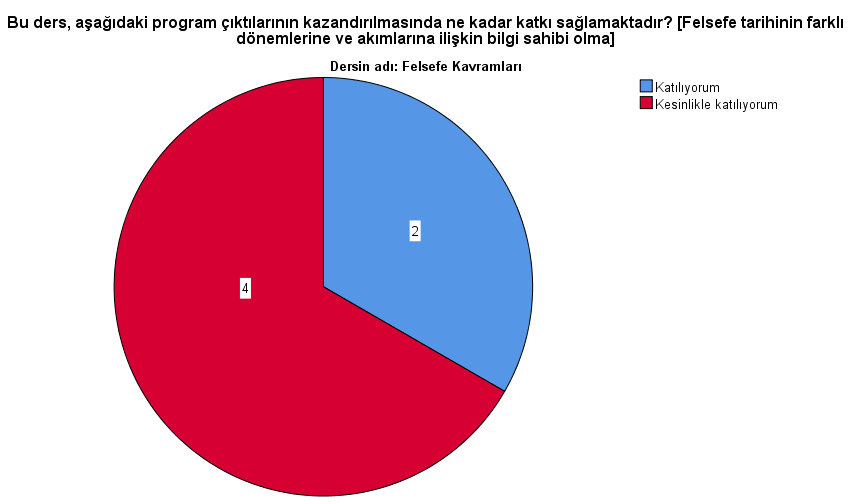 Bu ders, aşağıdaki program çıktılarının kazandırılmasında ne kadar katkı sağlamaktadır? [Felsefe tarihinin farklı
dönemlerine ve akımlarına ilişkin bilgi sahibi olma]
Dersin adı: Felsefe Kavramları
Katılıyorum
Kesinlikle katılıyorum
2
4